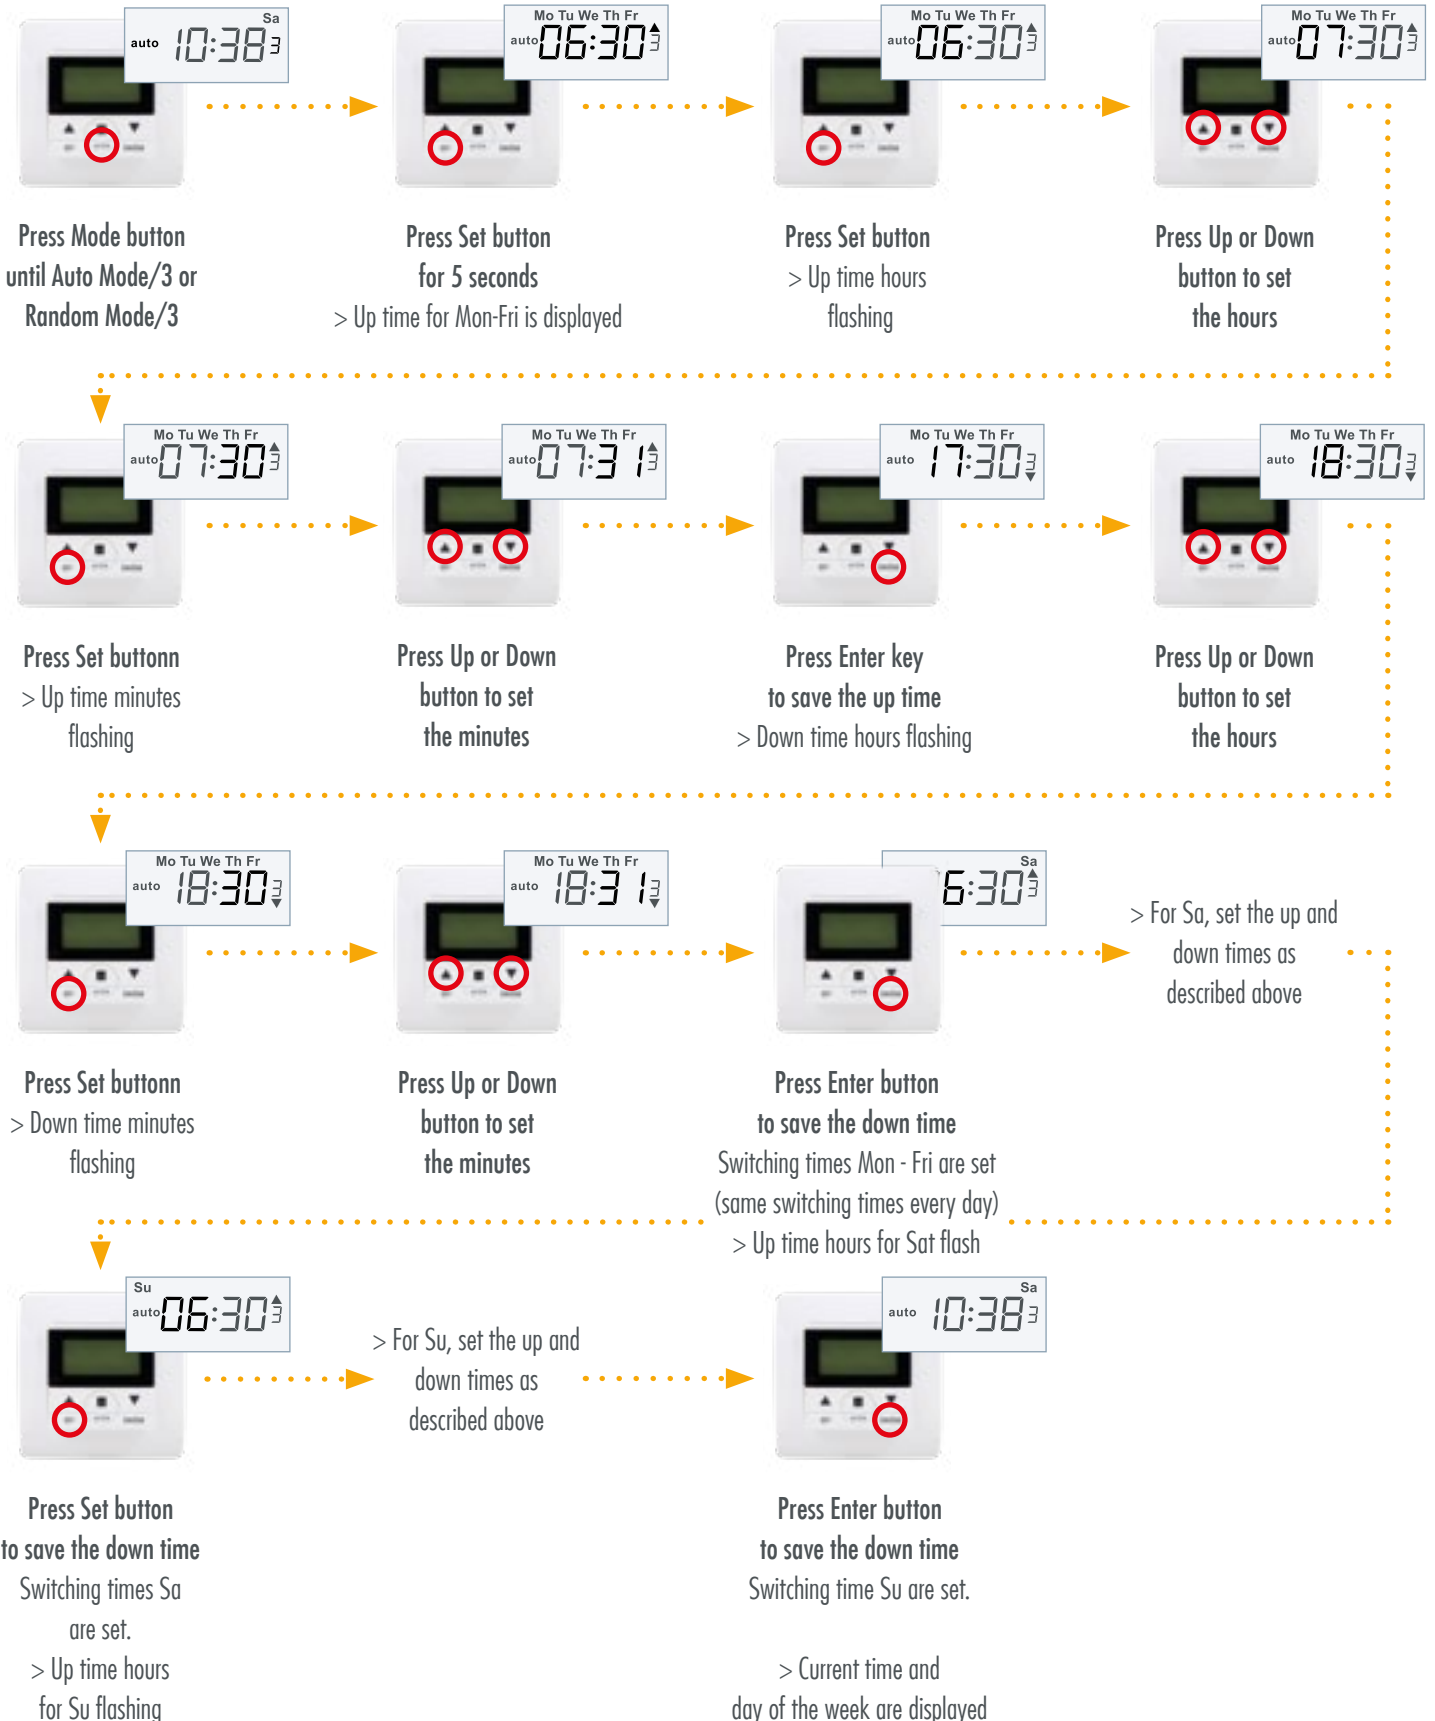 Sa
auto 10:38 3
Mo Tu We Th Fr
auto 06:30 3
Mo Tu We Th Fr
auto 06:30 3
Mo Tu We Th Fr
auto 07:30 3
Press Mode button
until Auto Mode/3 or
Random Mode/3
Press Set button
for 5 seconds
> Up time for Mon-Fri is displayed
Press Set button
> Up time hours
flashing
Press Up or Down
button to set
the hours
Mo Tu We Th Fr
auto 07:30 3
Mo Tu We Th Fr
auto 07:31 3
Mo Tu We Th Fr
auto 17:30 3
Mo Tu We Th Fr
auto 18:30 3
Press Set buttonn
> Up time minutes
flashing
Press Up or Down
button to set
the minutes
Press Enter key
to save the up time
> Down time hours flashing
Press Up or Down
button to set
the hours
Mo Tu We Th Fr
auto 18:30 3
Mo Tu We Th Fr
auto 18:31 3
Sa
6:30 3
> For Sa, set the up and
down times as
described above
Press Set buttonn
> Down time minutes
flashing
Press Up or Down
button to set
the minutes
Press Enter button
to save the down time
Switching times Mon - Fri are set
(same switching times every day)
> Up time hours for Sat flash
Su
auto 06:30 3
> For Su, set the up and
down times as
described above
Sa
auto 10:38 3
Press Set button
to save the down time
Switching times Sa
are set.
> Up time hours
for Su flashing
Press Enter button
to save the down time
Switching time Su are set.
> Current time and
day of the week are displayed